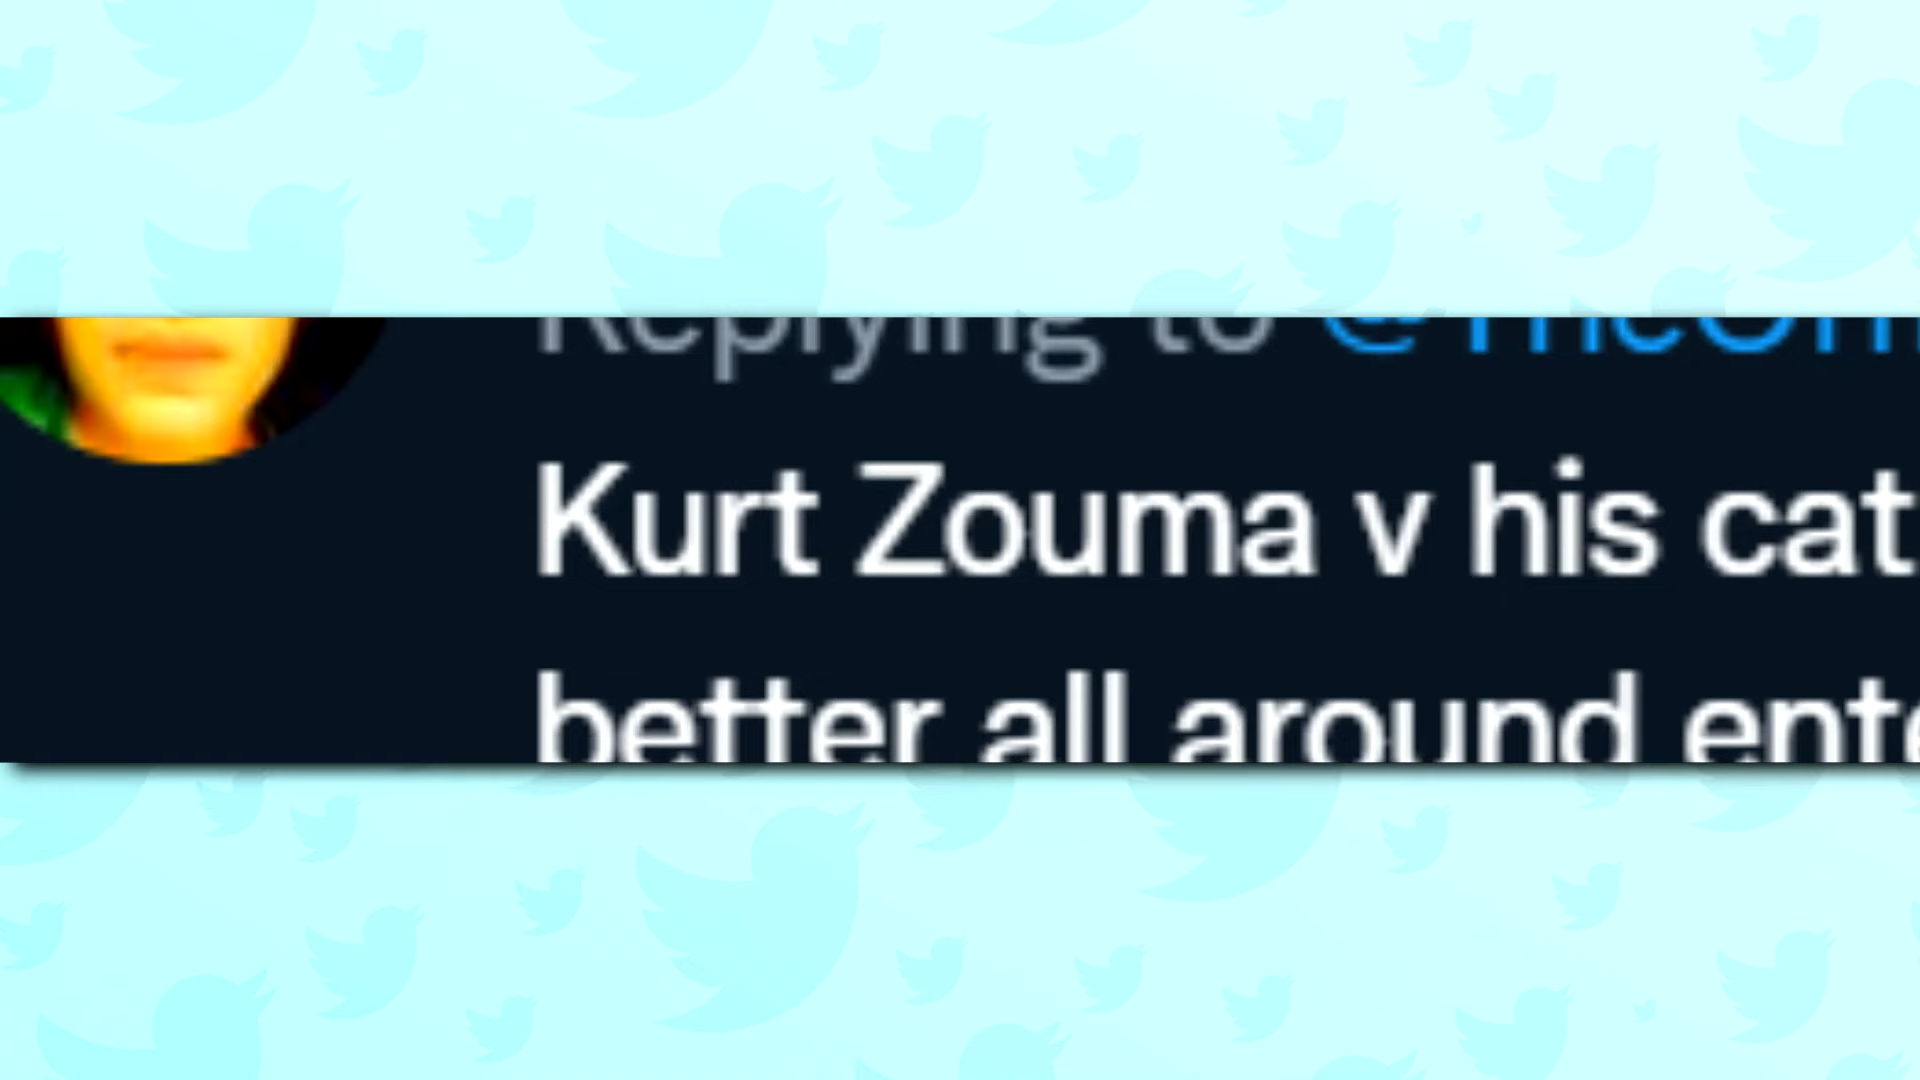 Replying to
Kurt Zouma v his cat
better all around